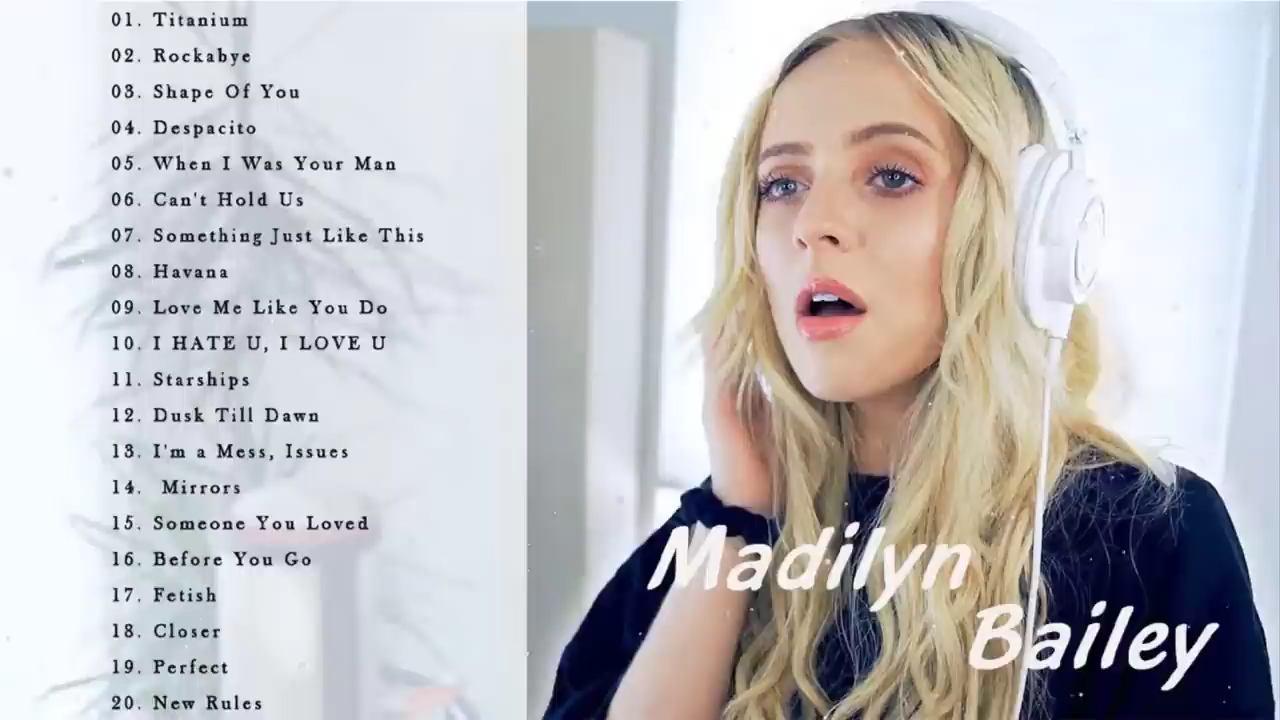 01. Titanium
02. Rockabye
03. Shape Of You
04. Despacito
05. When I Was Your Man
06. Can't Hold Us
07. Something Just Like This
08. Havana
09. Love Me Like You Do
10. I HATE U, I LOVE U
11. Starships
12. Dusk Till Dawn
13. I'm a Mess, Issues
14. Mirrors
15. Someone You Loved
16. Before You Go
17. Fetish
18. Closer
19. Perfect
20. New Rules
Madilyn
Bailey